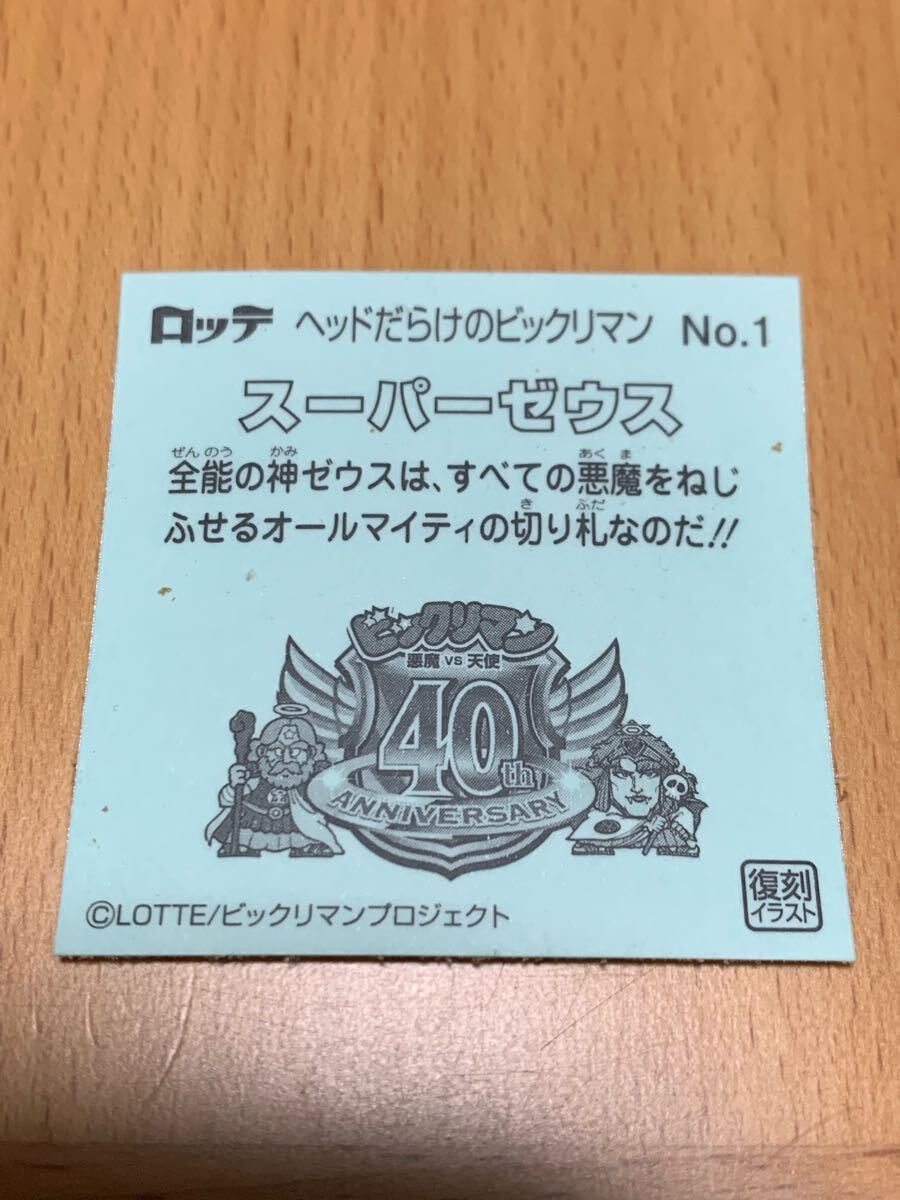 ロッテ ヘッドだらけのビックリマン No.1
スーパーゼウス
ぜんのう かみ あくま
全能の神ゼウスは、すべての悪魔をねじ
き ふだ
ふせるオールマイティの切り札なのだ!!
ビックリマン
悪魔 VS 天使
40th
ANNIVERSARY
©LOTTE/ビックリマンプロジェクト
復刻
イラスト